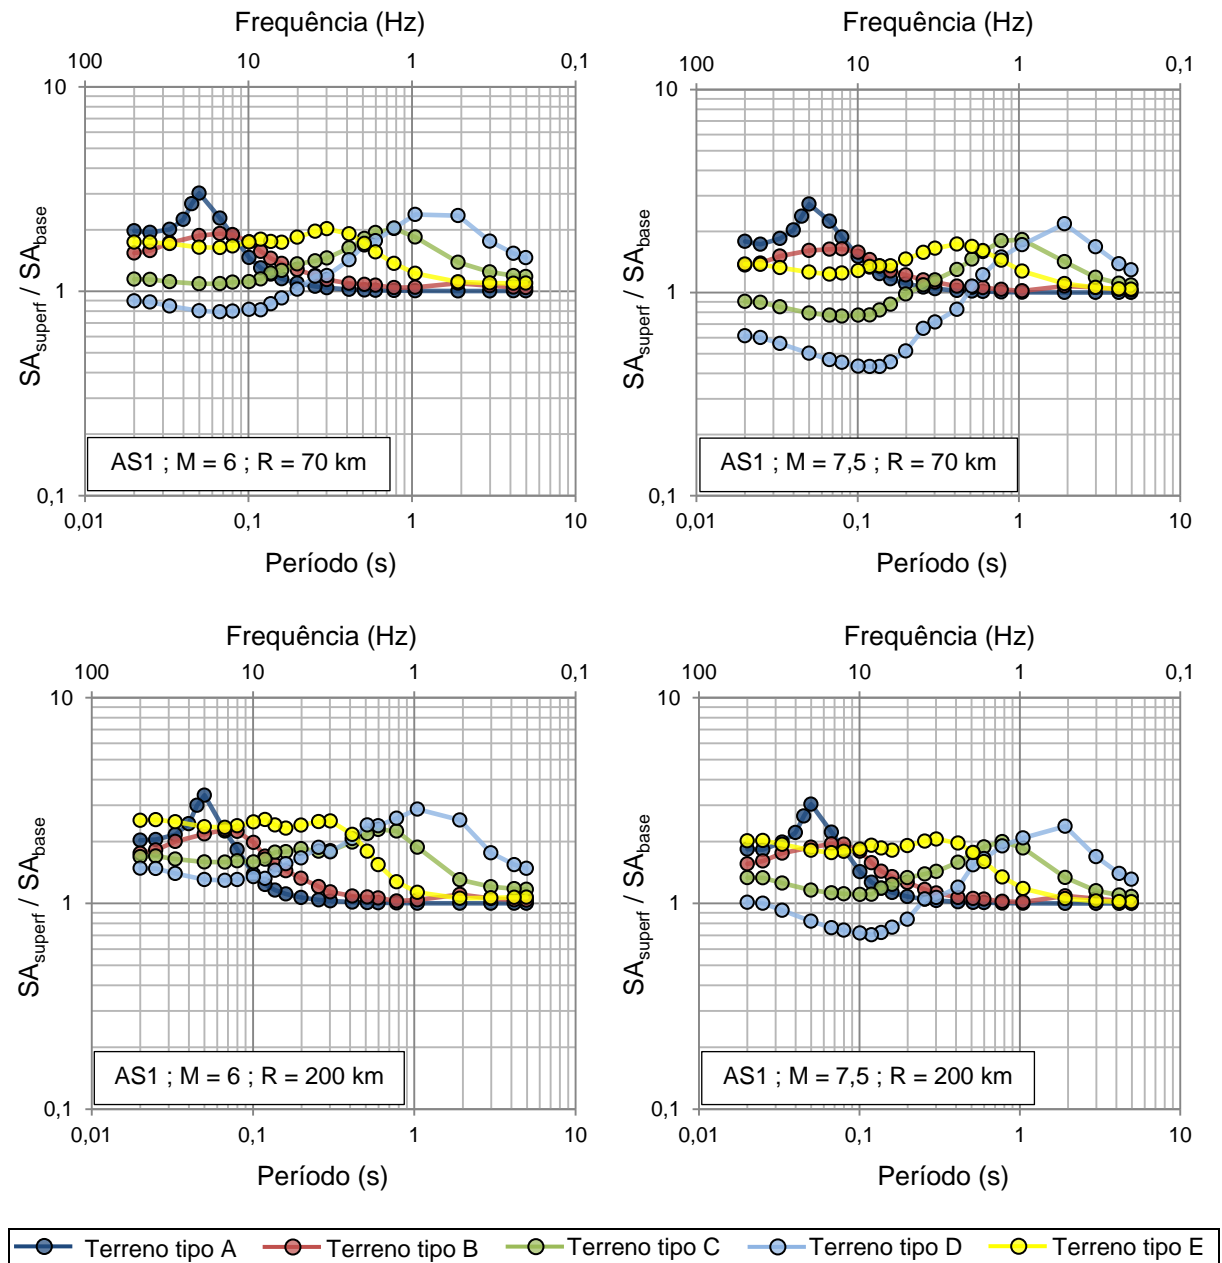 Frequência (Hz)
100 10 1 0,1
10
1
0,1
SAsuperf / SAbase
AS1 ; M = 6 ; R = 70 km
0,01 0,1 1 10
Período (s)
Frequência (Hz)
100 10 1 0,1
10
1
0,1
SAsuperf / SAbase
AS1 ; M = 7,5 ; R = 70 km
0,01 0,1 1 10
Período (s)
Frequência (Hz)
100 10 1 0,1
10
1
0,1
SAsuperf / SAbase
AS1 ; M = 6 ; R = 200 km
0,01 0,1 1 10
Período (s)
Frequência (Hz)
100 10 1 0,1
10
1
0,1
SAsuperf / SAbase
AS1 ; M = 7,5 ; R = 200 km
0,01 0,1 1 10
Período (s)
Terreno tipo A Terreno tipo B Terreno tipo C Terreno tipo D Terreno tipo E